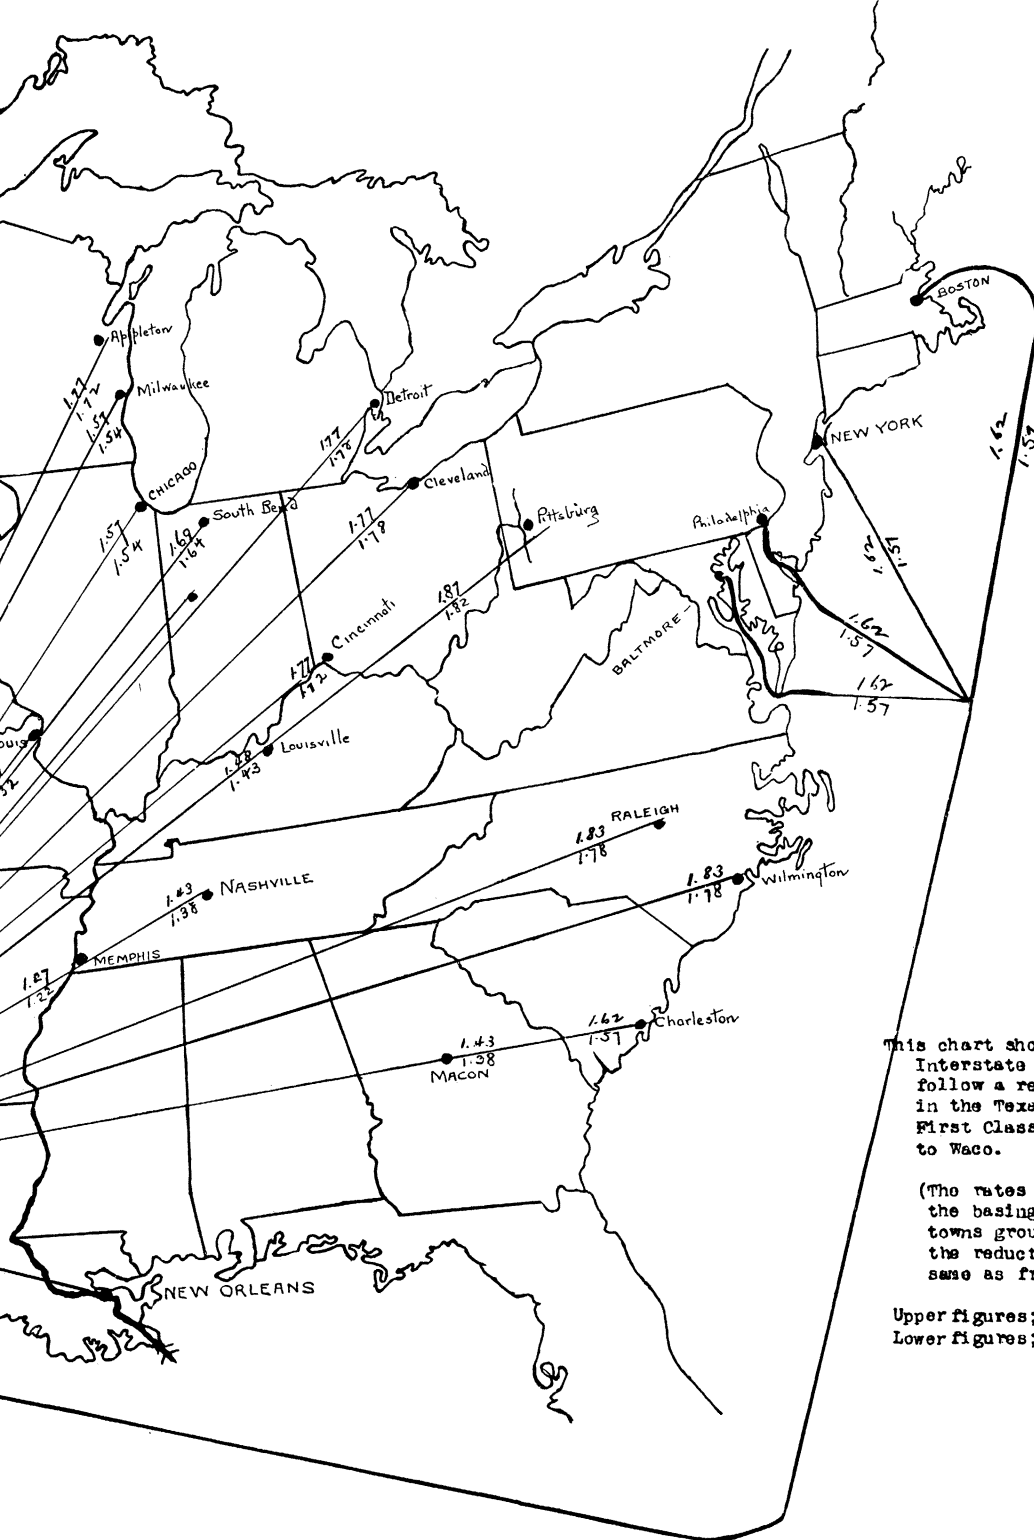 BOSTON
Appleton
1.77
1.72
Milwaukee
1.57
1.54
Detroit
1.77
1.78
1.62
1.57
NEW YORK
CHICAGO
1.57
1.54
South Bend
1.69
1.64
Cleveland
1.77
1.78
Pittsburg
Philadelphia
1.62
1.57
1.87
1.82
Cincinnati
1.77
1.72
BALTMORE
1.62
1.57
1.62
1.57
OUIS
Louisville
1.48
1.43
RALEIGH
1.83
1.78
1.83
1.78
Wilmington
1.43
1.38
NASHVILLE
MEMPHIS
1.27
1.22
1.62
1.57
Charleston
1.43
1.38
MACON
This chart sho
Interstate
follow a re
in the Texa
First Class
to Waco.
(The rates
the basing
towns grou
the reduct
same as fr
NEW ORLEANS
Upper figures;
Lower figures;